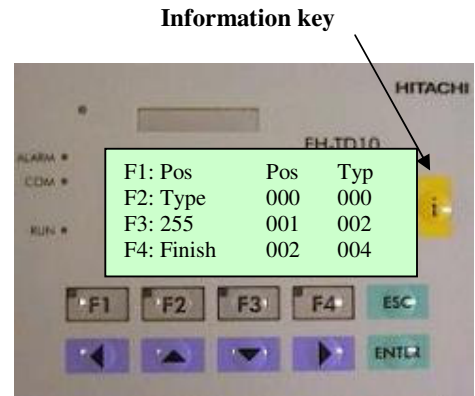 Information key
HITACHI
EH-TD10
ALARM
COM
RUN
F1: Pos Pos Typ
F2: Type 000 000
F3: 255 001 002
F4: Finish 002 004
i
F1 F2 F3 F4 ESC
ENTER